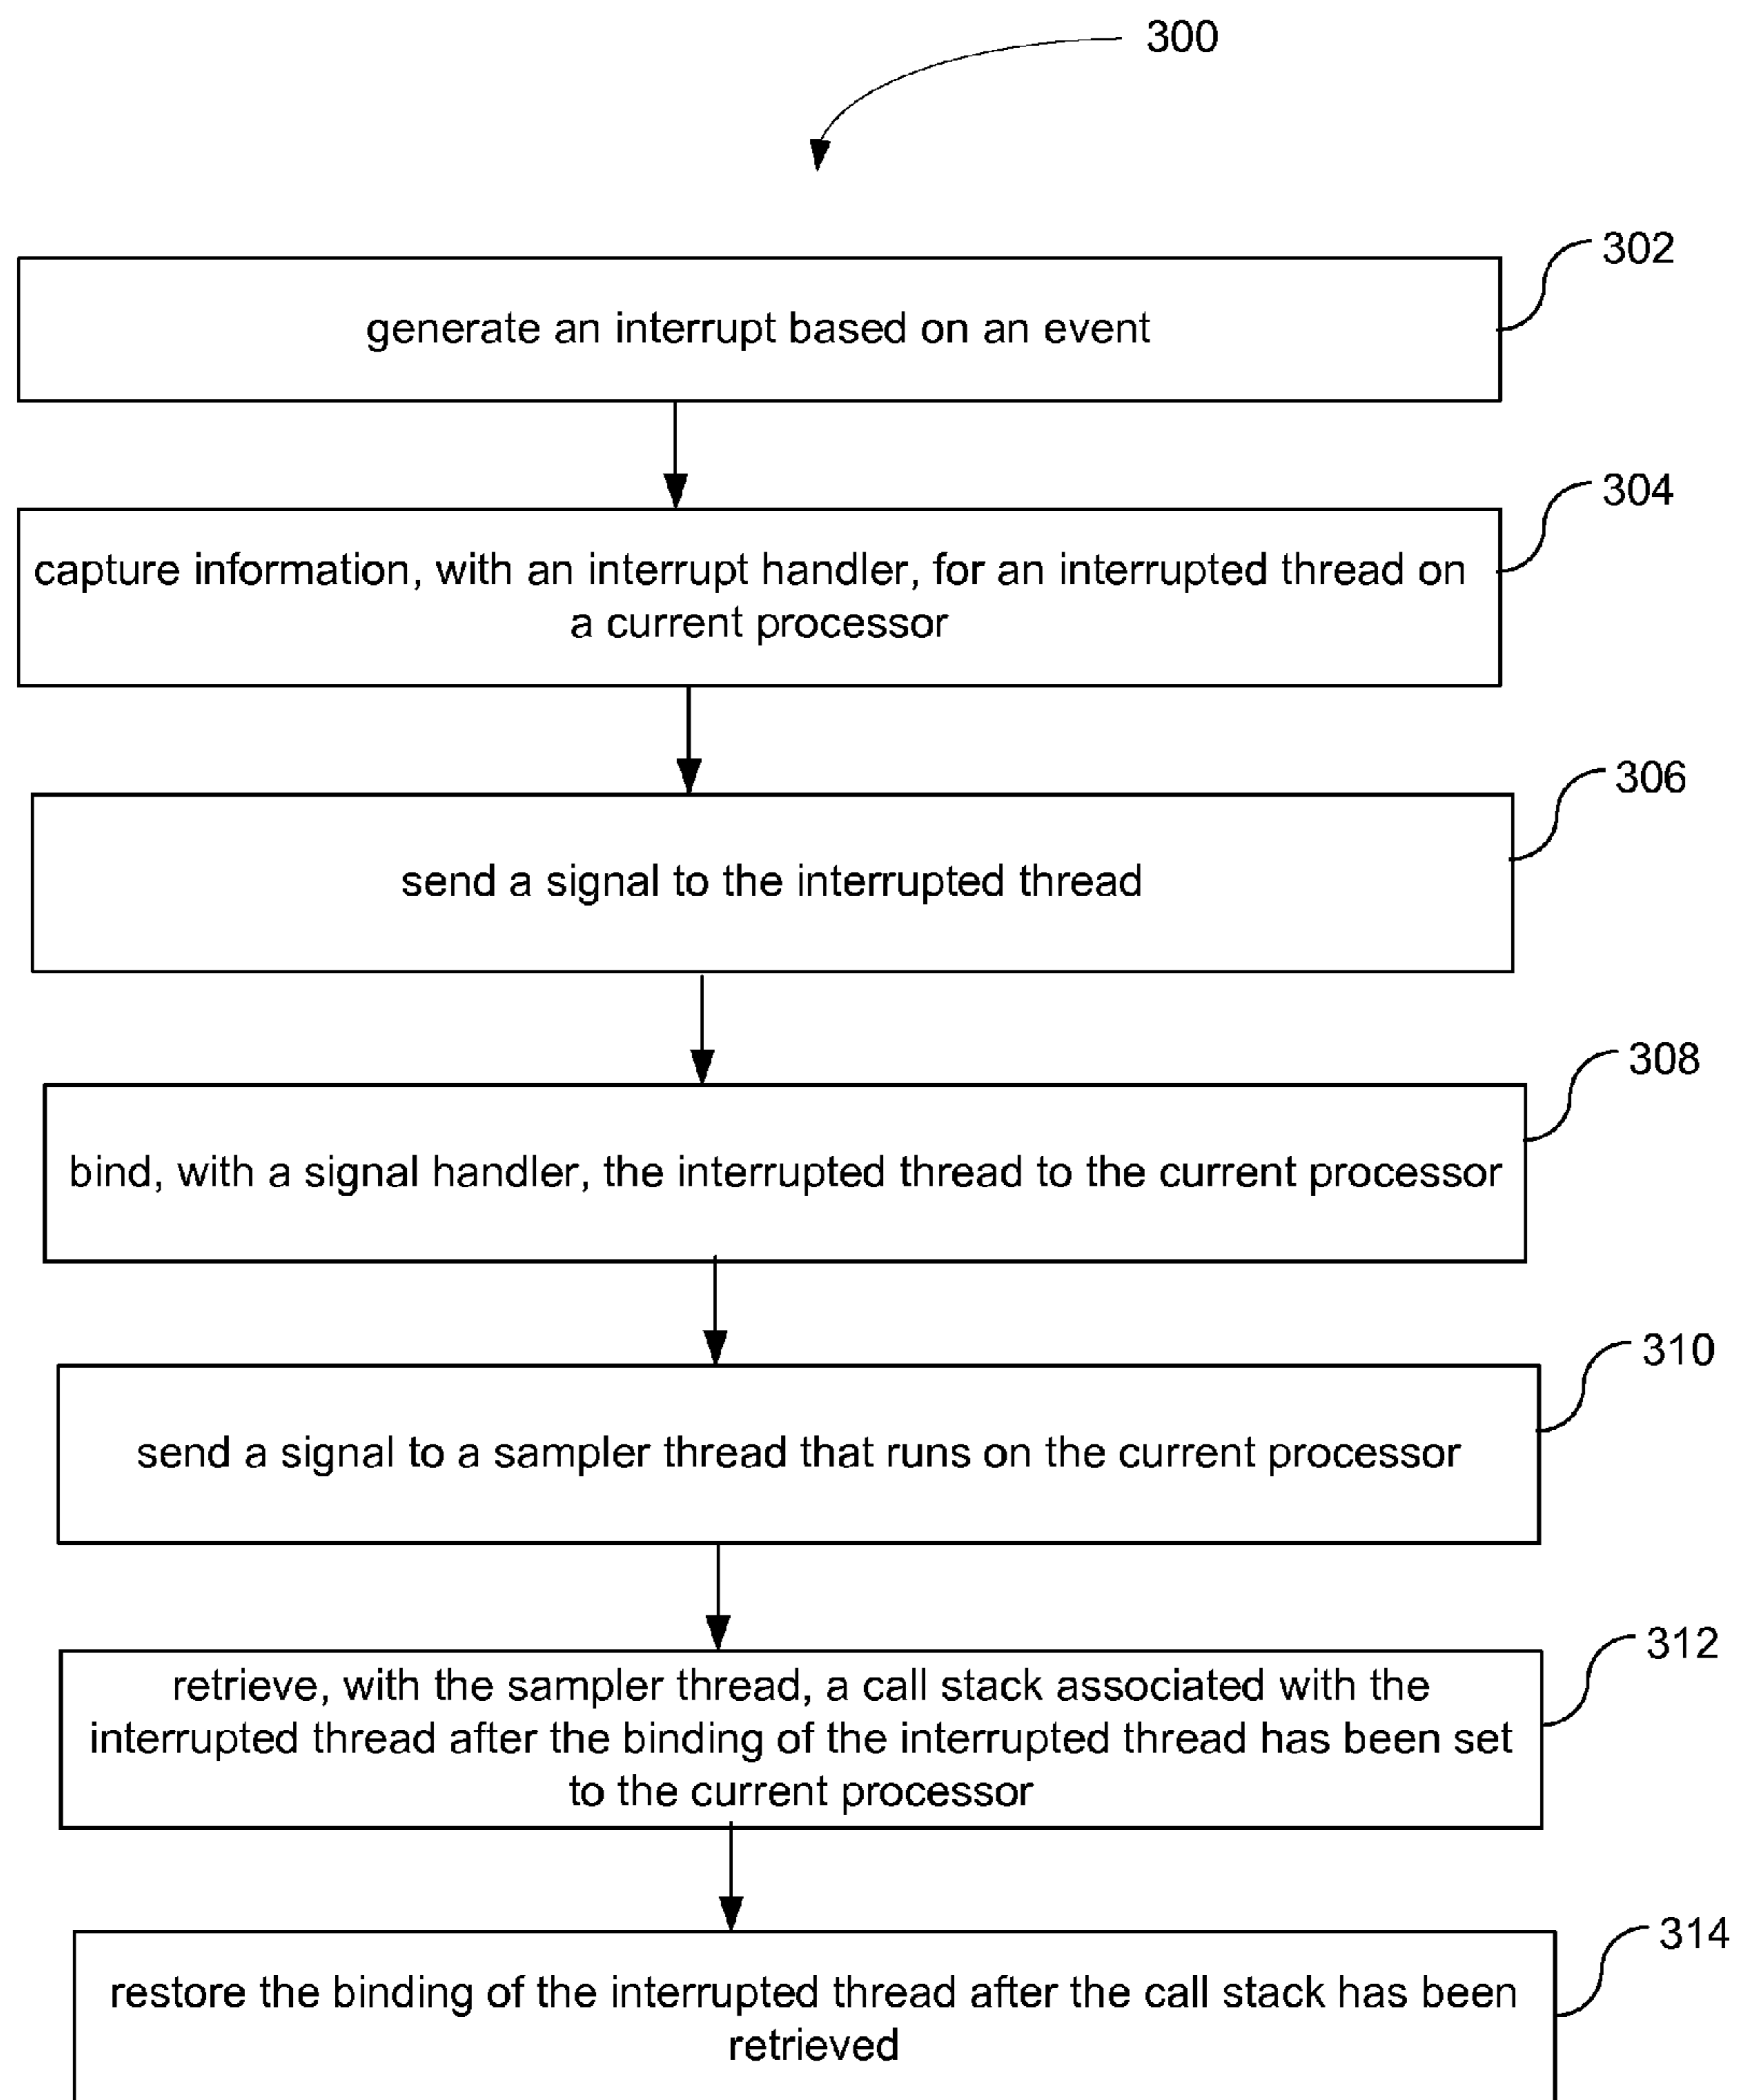 300
302
generate an interrupt based on an event
304
capture information, with an interrupt handler, for an interrupted thread on
a current processor
306
send a signal to the interrupted thread
308
bind, with a signal handler, the interrupted thread to the current processor
310
send a signal to a sampler thread that runs on the current processor
312
retrieve, with the sampler thread, a call stack associated with the
interrupted thread after the binding of the interrupted thread has been set
to the current processor
314
restore the binding of the interrupted thread after the call stack has been
retrieved